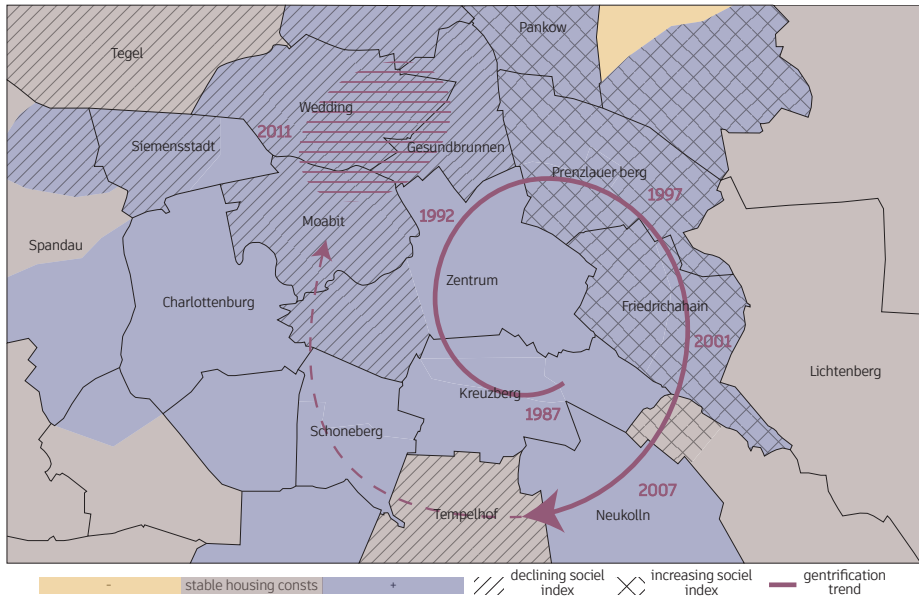 Pankow
Tegel
Wedding
2011
Siemensstadt
Gesundbrunnen
Prenzlauer berg
1997
1992
Moabit
Spandau
Zentrum
Charlottenburg
Friedrichahain
2001
Lichtenberg
Kreuzberg
1987
Schoneberg
2007
Tempelhof
Neukolln
-
stable housing consts
+
declining sociel
index
increasing sociel
index
gentrification
trend